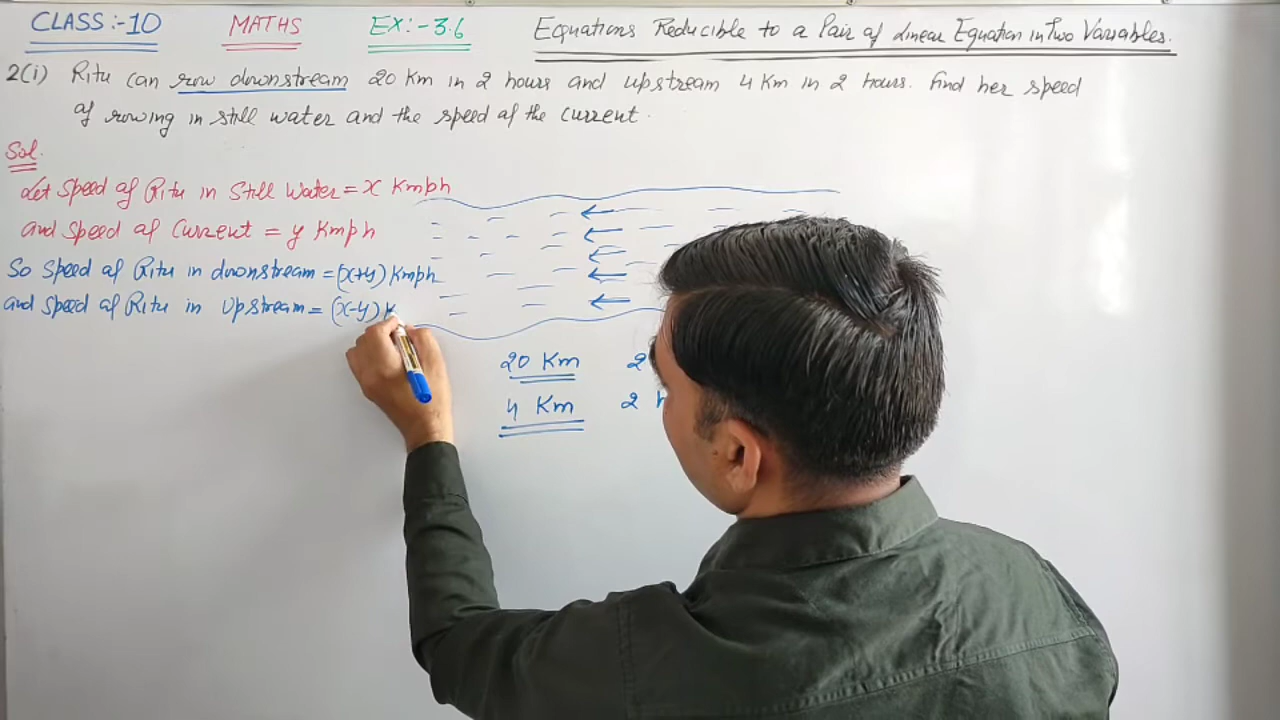 CLASS:-10 MATHS EX:-3.6 Equations Reducible to a Pair of Linear Equation in Two Variables.
2(i) Ritu can row downstream 20 Km in 2 hours and upstream 4 Km in 2 hours. Find her speed
of rowing in still water and the speed of the current.
Sol.
Let Speed of Ritu in Still Water = x Kmph
and Speed of Current = y Kmph
So Speed of Ritu in downstream = (x+y) Kmph
and Speed of Ritu in Upstream = (x-y) K
20 Km 2
4 Km 2 h